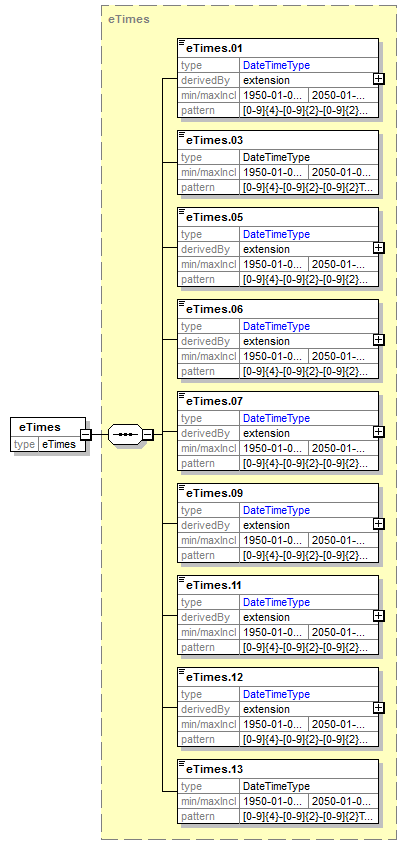 eTimes
eTimes.01
type DateTimeType
derivedBy extension
min/maxIncl 1950-01-0... 2050-01-...
pattern [0-9]{4}-[0-9]{2}-[0-9]{2}...
eTimes.03
type DateTimeType
min/maxIncl 1950-01-0... 2050-01-0...
pattern [0-9]{4}-[0-9]{2}-[0-9]{2}T...
eTimes.05
type DateTimeType
derivedBy extension
min/maxIncl 1950-01-0... 2050-01-...
pattern [0-9]{4}-[0-9]{2}-[0-9]{2}...
eTimes.06
type DateTimeType
derivedBy extension
min/maxIncl 1950-01-0... 2050-01-...
pattern [0-9]{4}-[0-9]{2}-[0-9]{2}...
eTimes
type eTimes
eTimes.07
type DateTimeType
derivedBy extension
min/maxIncl 1950-01-0... 2050-01-...
pattern [0-9]{4}-[0-9]{2}-[0-9]{2}...
eTimes.09
type DateTimeType
derivedBy extension
min/maxIncl 1950-01-0... 2050-01-...
pattern [0-9]{4}-[0-9]{2}-[0-9]{2}...
eTimes.11
type DateTimeType
derivedBy extension
min/maxIncl 1950-01-0... 2050-01-...
pattern [0-9]{4}-[0-9]{2}-[0-9]{2}...
eTimes.12
type DateTimeType
derivedBy extension
min/maxIncl 1950-01-0... 2050-01-...
pattern [0-9]{4}-[0-9]{2}-[0-9]{2}...
eTimes.13
type DateTimeType
min/maxIncl 1950-01-0... 2050-01-0...
pattern [0-9]{4}-[0-9]{2}-[0-9]{2}T...